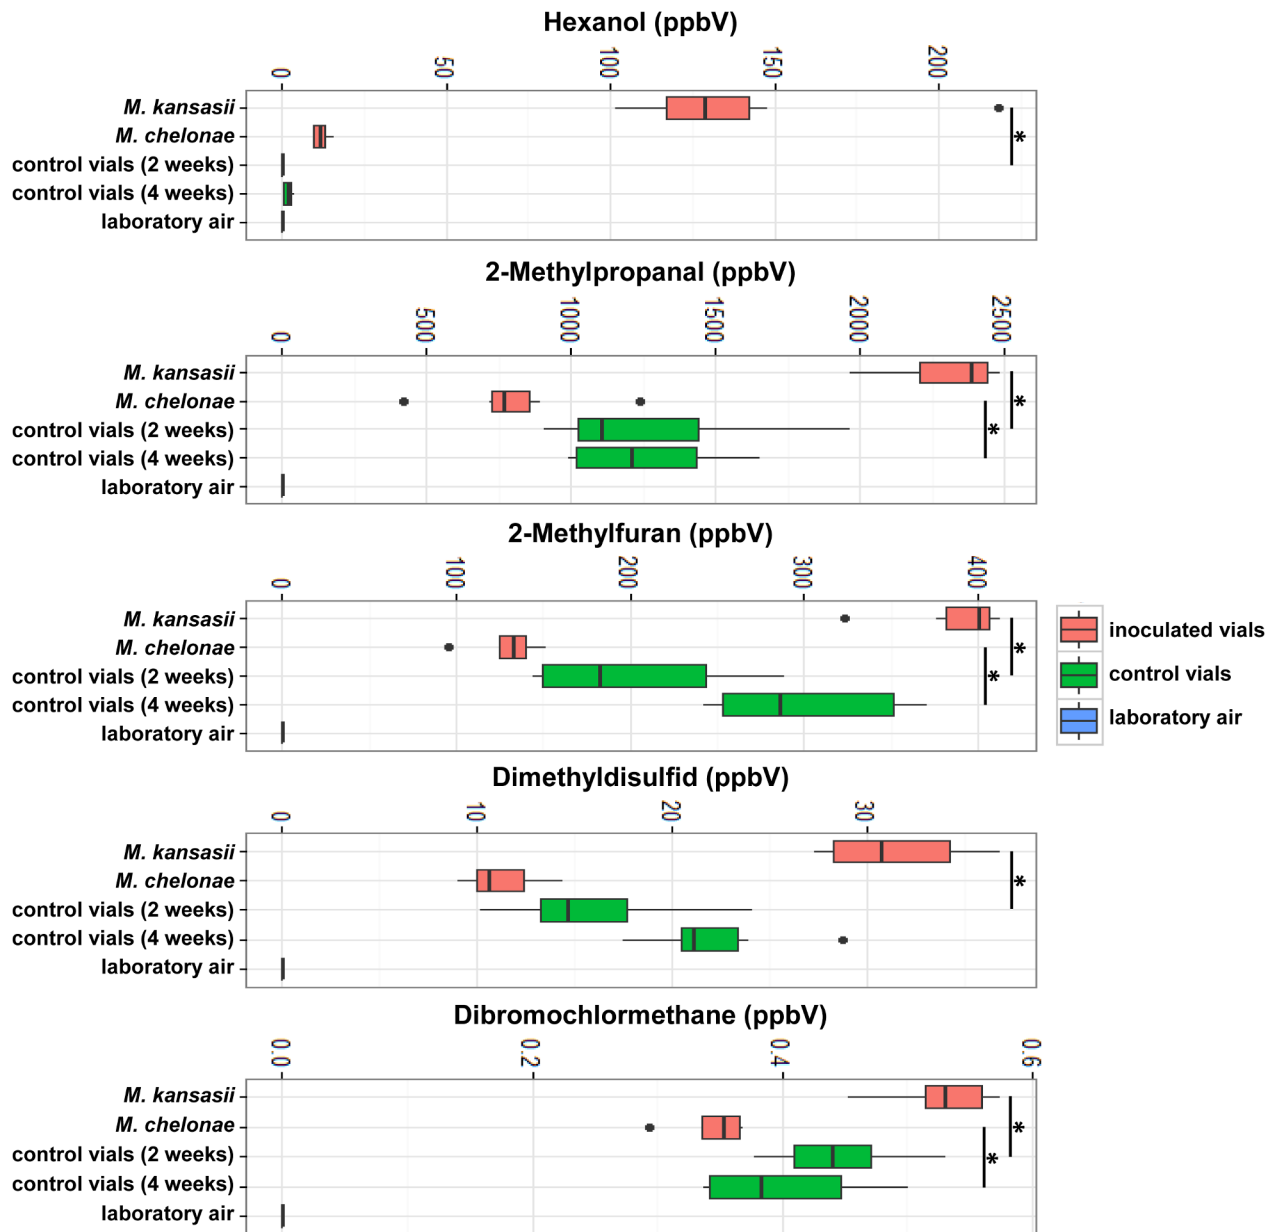 Hexanol (ppbV)
0 50 100 150 200
M. kansasii
M. chelonae
control vials (2 weeks)
control vials (4 weeks)
laboratory air
*
2-Methylpropanal (ppbV)
0 500 1000 1500 2000 2500
M. kansasii
M. chelonae
control vials (2 weeks)
control vials (4 weeks)
laboratory air
*
*
2-Methylfuran (ppbV)
0 100 200 300 400
M. kansasii
M. chelonae
control vials (2 weeks)
control vials (4 weeks)
laboratory air
*
*
inoculated vials
control vials
laboratory air
Dimethyldisulfid (ppbV)
0 10 20 30
M. kansasii
M. chelonae
control vials (2 weeks)
control vials (4 weeks)
laboratory air
*
Dibromochlormethane (ppbV)
0.0 0.2 0.4 0.6
M. kansasii
M. chelonae
control vials (2 weeks)
control vials (4 weeks)
laboratory air
*
*